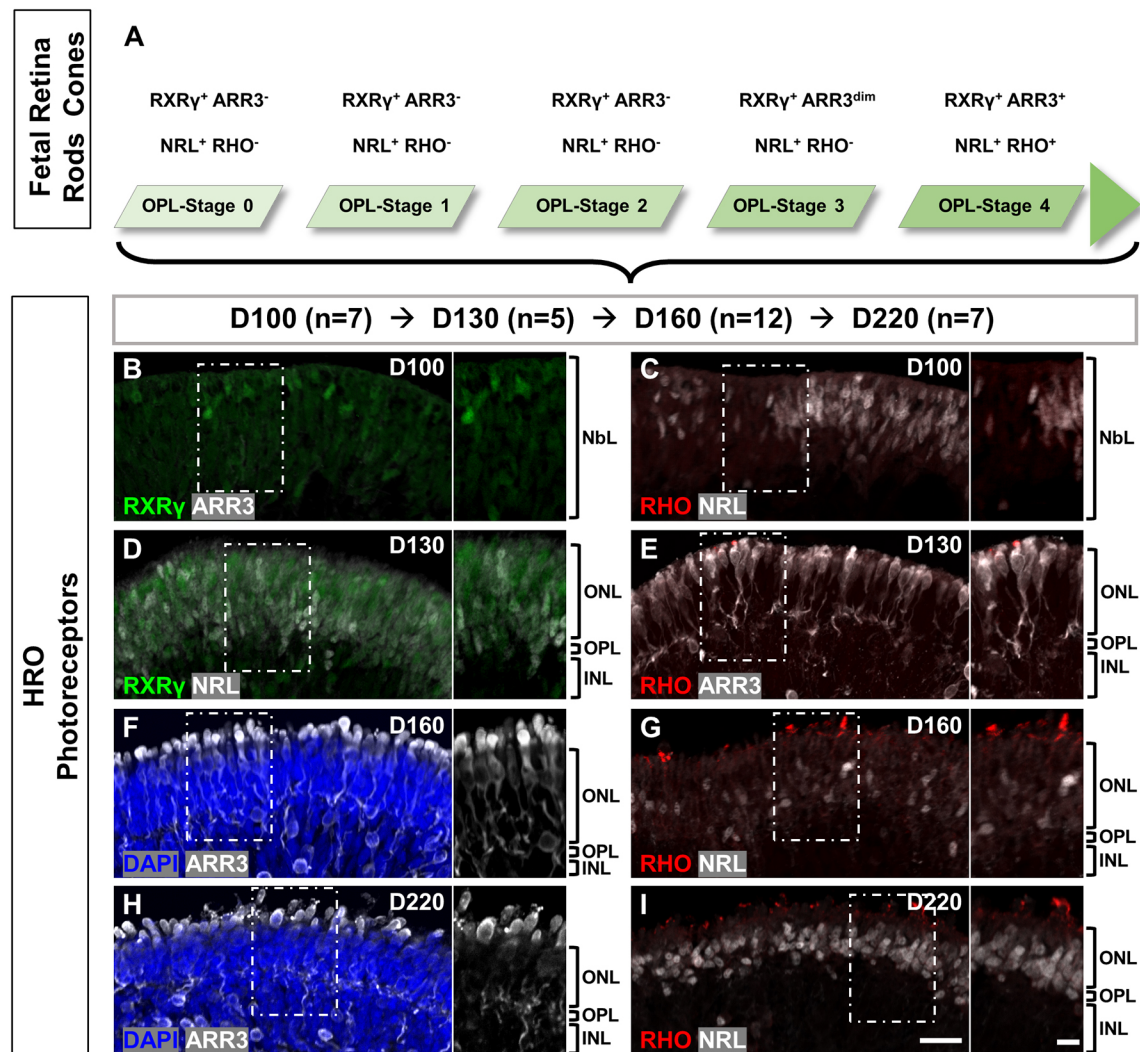 Fetal Retina
Rods Cones
A
RXRγ⁺ ARR3⁻
RXRγ⁺ ARR3⁻
RXRγ⁺ ARR3⁻
RXRγ⁺ ARR3ᵈⁱᵐ
RXRγ⁺ ARR3⁺
NRL⁺ RHO⁻
NRL⁺ RHO⁻
NRL⁺ RHO⁻
NRL⁺ RHO⁻
NRL⁺ RHO⁺
OPL-Stage 0
OPL-Stage 1
OPL-Stage 2
OPL-Stage 3
OPL-Stage 4
HRO
Photoreceptors
D100 (n=7) → D130 (n=5) → D160 (n=12) → D220 (n=7)
B
D100
RXRγ ARR3
NbL
C
D100
RHO NRL
NbL
D
D130
RXRγ NRL
ONL
OPL
INL
E
D130
RHO ARR3
ONL
OPL
INL
F
D160
DAPI ARR3
ONL
OPL
INL
G
D160
RHO NRL
ONL
OPL
INL
H
D220
DAPI ARR3
ONL
OPL
INL
I
D220
RHO NRL
ONL
OPL
INL